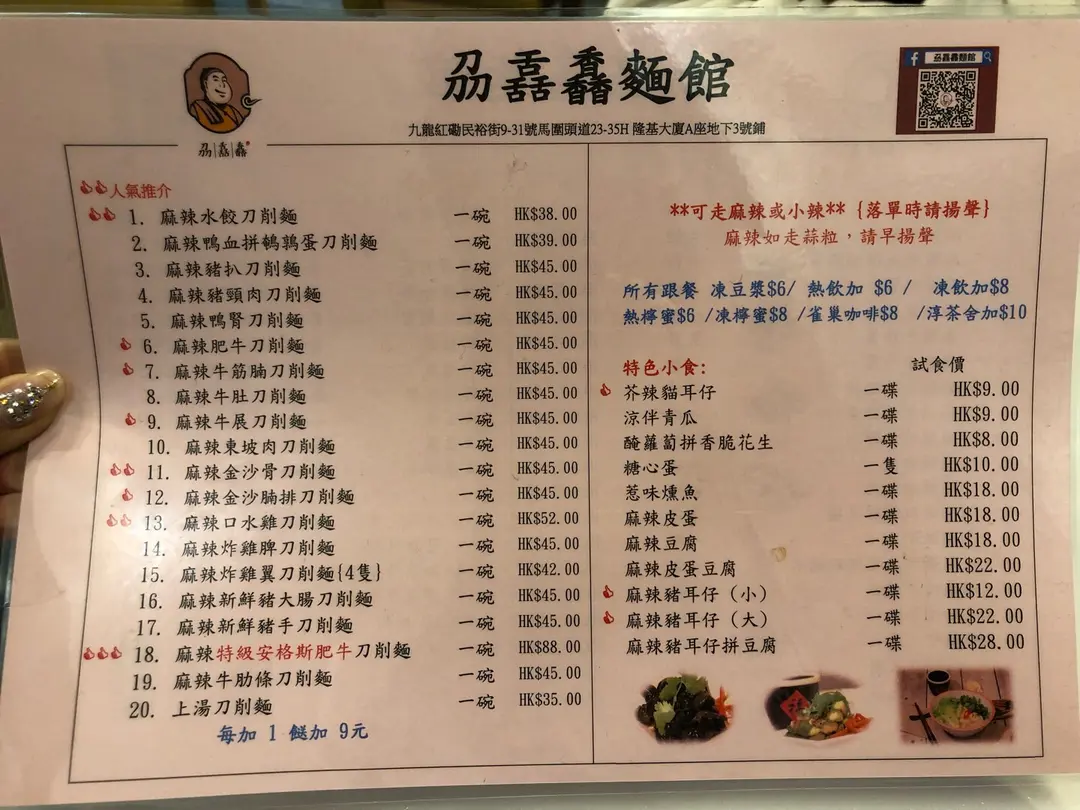 刕舙馫麵館
九龍紅磡民裕街9-31號馬圍頭道23-35H 隆基大廈A座地下3號鋪
人氣推介
1. 麻辣水餃刀削麵 一碗 HK$38.00
2. 麻辣鴨血拼鵪鶉蛋刀削麵 一碗 HK$39.00
3. 麻辣豬扒刀削麵 一碗 HK$45.00
4. 麻辣豬頸肉刀削麵 一碗 HK$45.00
5. 麻辣鴨腎刀削麵 一碗 HK$45.00
6. 麻辣肥牛刀削麵 一碗 HK$45.00
7. 麻辣牛筋腩刀削麵 一碗 HK$45.00
8. 麻辣牛肚刀削麵 一碗 HK$45.00
9. 麻辣牛展刀削麵 一碗 HK$45.00
10. 麻辣東坡肉刀削麵 一碗 HK$45.00
11. 麻辣金沙骨刀削麵 一碗 HK$45.00
12. 麻辣金沙腩排刀削麵 一碗 HK$45.00
13. 麻辣口水雞刀削麵 一碗 HK$52.00
14. 麻辣炸雞脾刀削麵 一碗 HK$45.00
15. 麻辣炸雞翼刀削麵{4隻} 一碗 HK$42.00
16. 麻辣新鮮豬大腸刀削麵 一碗 HK$45.00
17. 麻辣新鮮豬手刀削麵 一碗 HK$45.00
18. 麻辣特級安格斯肥牛刀削麵 一碗 HK$88.00
19. 麻辣牛肋條刀削麵 一碗 HK$45.00
20. 上湯刀削麵 一碗 HK$35.00
每加 1 餸加 9元
**可走麻辣或小辣** {落單時請揚聲}
麻辣如走蒜粒，請早揚聲
所有跟餐 凍豆漿$6/ 熱飲加 $6 / 凍飲加$8
熱檸蜜$6 /凍檸蜜$8 /雀巢咖啡$8 /淳茶舍加$10
特色小食: 試食價
芥辣貓耳仔 一碟 HK$9.00
涼伴青瓜 一碟 HK$9.00
醃蘿蔔拼香脆花生 一碟 HK$8.00
糖心蛋 一隻 HK$10.00
惹味燻魚 一碟 HK$18.00
麻辣皮蛋 一碟 HK$18.00
麻辣豆腐 一碟 HK$18.00
麻辣皮蛋豆腐 一碟 HK$22.00
麻辣豬耳仔（小） 一碟 HK$12.00
麻辣豬耳仔（大） 一碟 HK$22.00
麻辣豬耳仔拼豆腐 一碟 HK$28.00